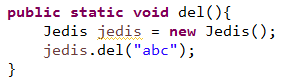 public static void del(){
    Jedis jedis = new Jedis();
    jedis.del("abc");
}